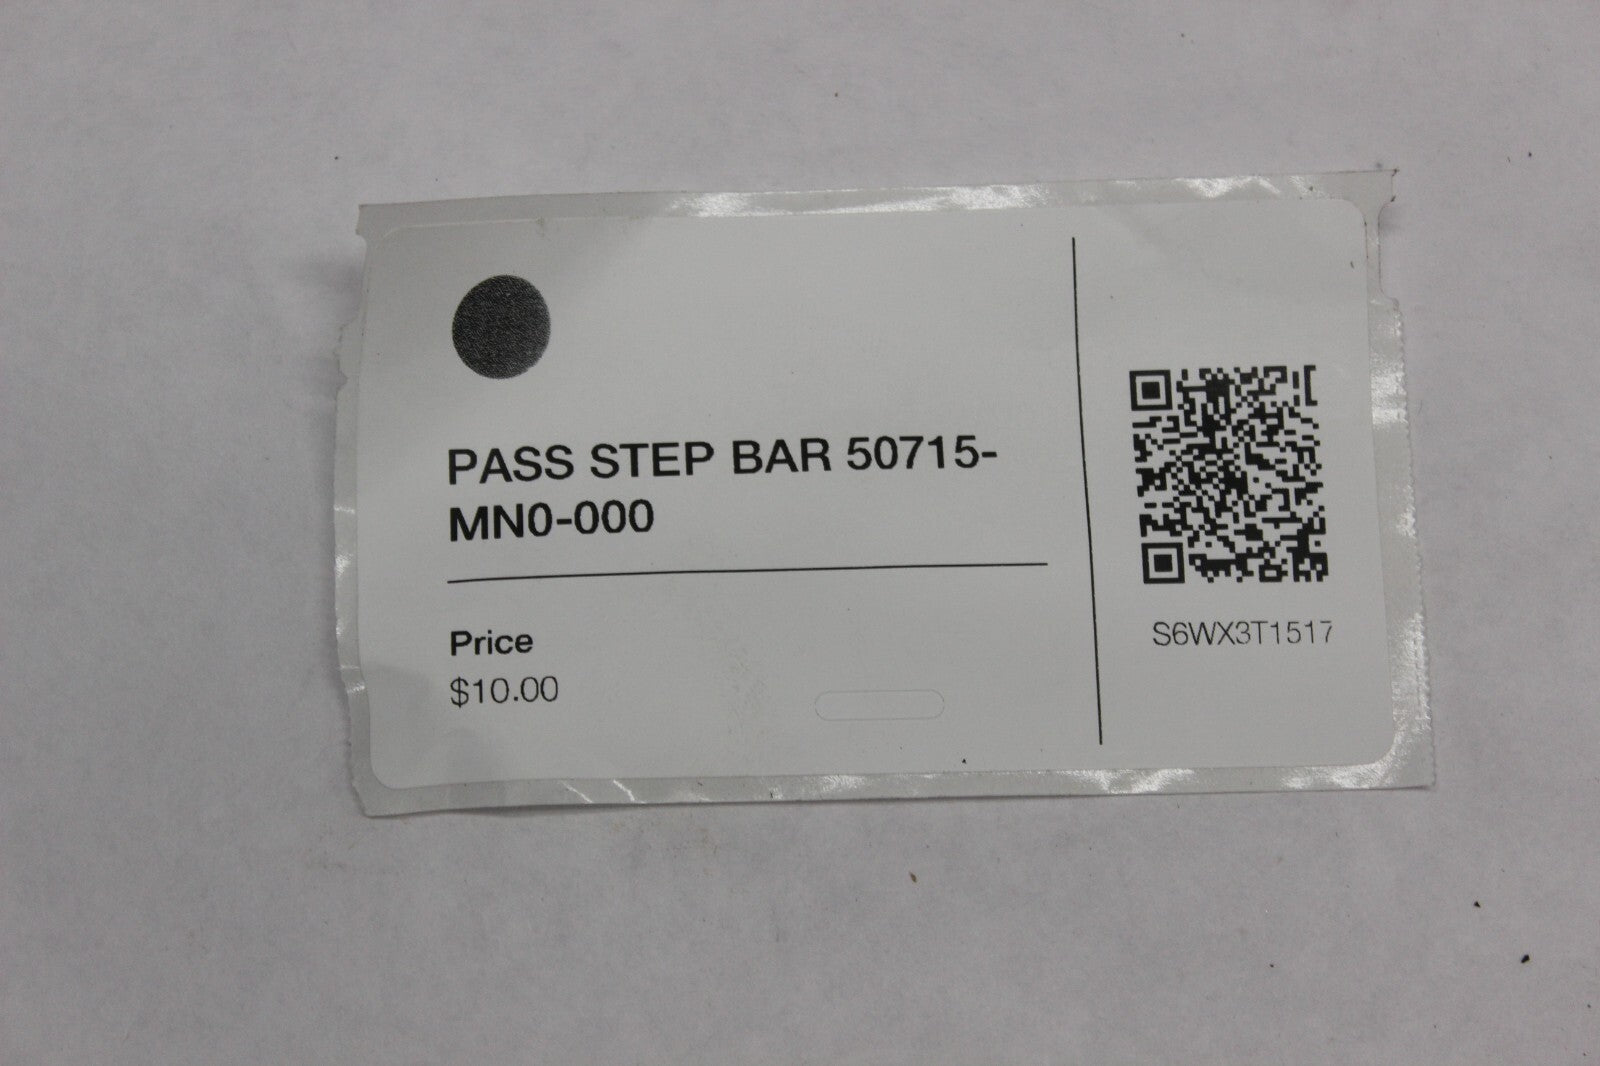 PASS STEP BAR 50715-
MN0-000
Price
$10.00
S6WX3T1517